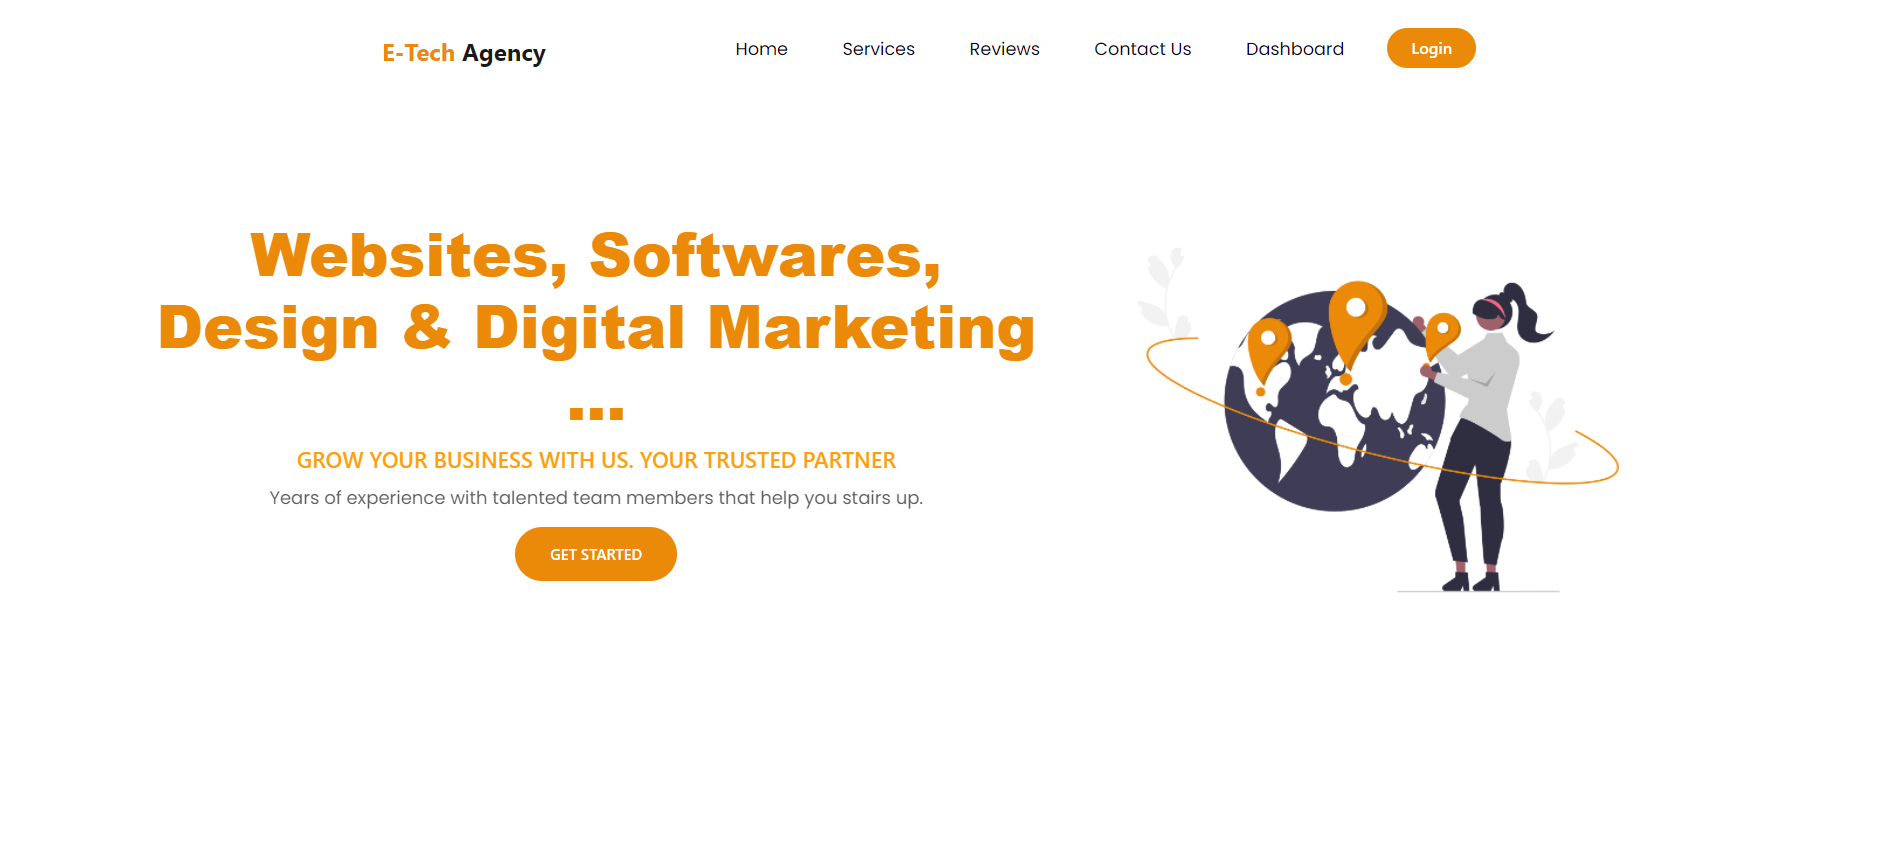 E-Tech Agency
Home Services Reviews Contact Us Dashboard Login
Websites, Softwares,
Design & Digital Marketing
...
GROW YOUR BUSINESS WITH US. YOUR TRUSTED PARTNER
Years of experience with talented team members that help you stairs up.
GET STARTED